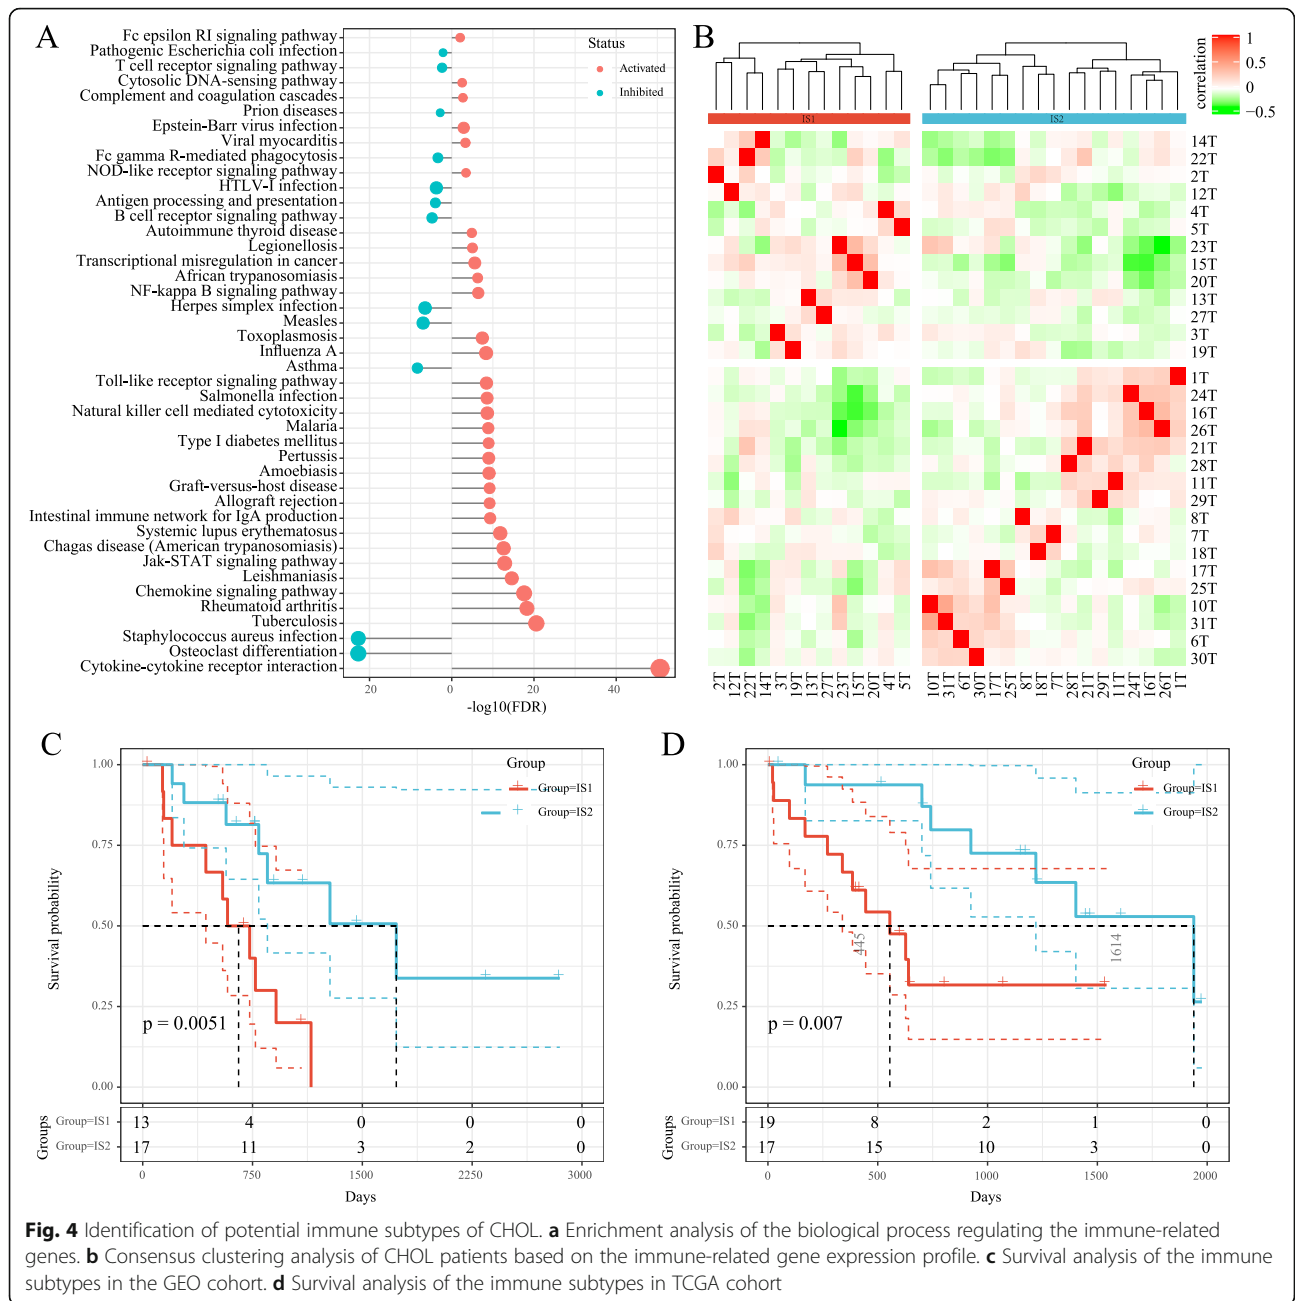 A
Fc epsilon RI signaling pathway
Pathogenic Escherichia coli infection
T cell receptor signaling pathway
Cytosolic DNA-sensing pathway
Complement and coagulation cascades
Prion diseases
Epstein-Barr virus infection
Viral myocarditis
Fc gamma R-mediated phagocytosis
NOD-like receptor signaling pathway
HTLV-I infection
Antigen processing and presentation
B cell receptor signaling pathway
Autoimmune thyroid disease
Legionellosis
Transcriptional misregulation in cancer
African trypanosomiasis
NF-kappa B signaling pathway
Herpes simplex infection
Measles
Toxoplasmosis
Influenza A
Asthma
Toll-like receptor signaling pathway
Salmonella infection
Natural killer cell mediated cytotoxicity
Malaria
Type I diabetes mellitus
Pertussis
Amoebiasis
Graft-versus-host disease
Allograft rejection
Intestinal immune network for IgA production
Systemic lupus erythematosus
Chagas disease (American trypanosomiasis)
Jak-STAT signaling pathway
Leishmaniasis
Chemokine signaling pathway
Rheumatoid arthritis
Tuberculosis
Staphylococcus aureus infection
Osteoclast differentiation
Cytokine-cytokine receptor interaction
Status
Activated
Inhibited
20 0 20 40
-log10(FDR)
B
correlation
1
0.5
0
−0.5
IS1 IS2
14T
22T
2T
12T
4T
5T
23T
15T
20T
13T
27T
3T
19T
1T
24T
16T
26T
21T
28T
11T
29T
8T
7T
18T
17T
25T
10T
31T
6T
30T
2T 12T 22T 14T 3T 19T 13T 27T 23T 15T 20T 4T 5T 10T 31T 6T 30T 17T 25T 8T 18T 7T 28T 21T 29T 11T 24T 16T 26T 1T
C
Group
Group=IS1
Group=IS2
Survival probability
1.00
0.75
0.50
0.25
0.00
p = 0.0051
Groups
Group=IS1 13 4 0 0 0
Group=IS2 17 11 3 2 0
0 750 1500 2250 3000
Days
D
Group
Group=IS1
Group=IS2
Survival probability
1.00
0.75
0.50
0.25
0.00
445
1614
p = 0.007
Groups
Group=IS1 19 8 2 1 0
Group=IS2 17 15 10 3 0
0 500 1000 1500 2000
Days
Fig. 4 Identification of potential immune subtypes of CHOL. a Enrichment analysis of the biological process regulating the immune-related
genes. b Consensus clustering analysis of CHOL patients based on the immune-related gene expression profile. c Survival analysis of the immune
subtypes in the GEO cohort. d Survival analysis of the immune subtypes in TCGA cohort